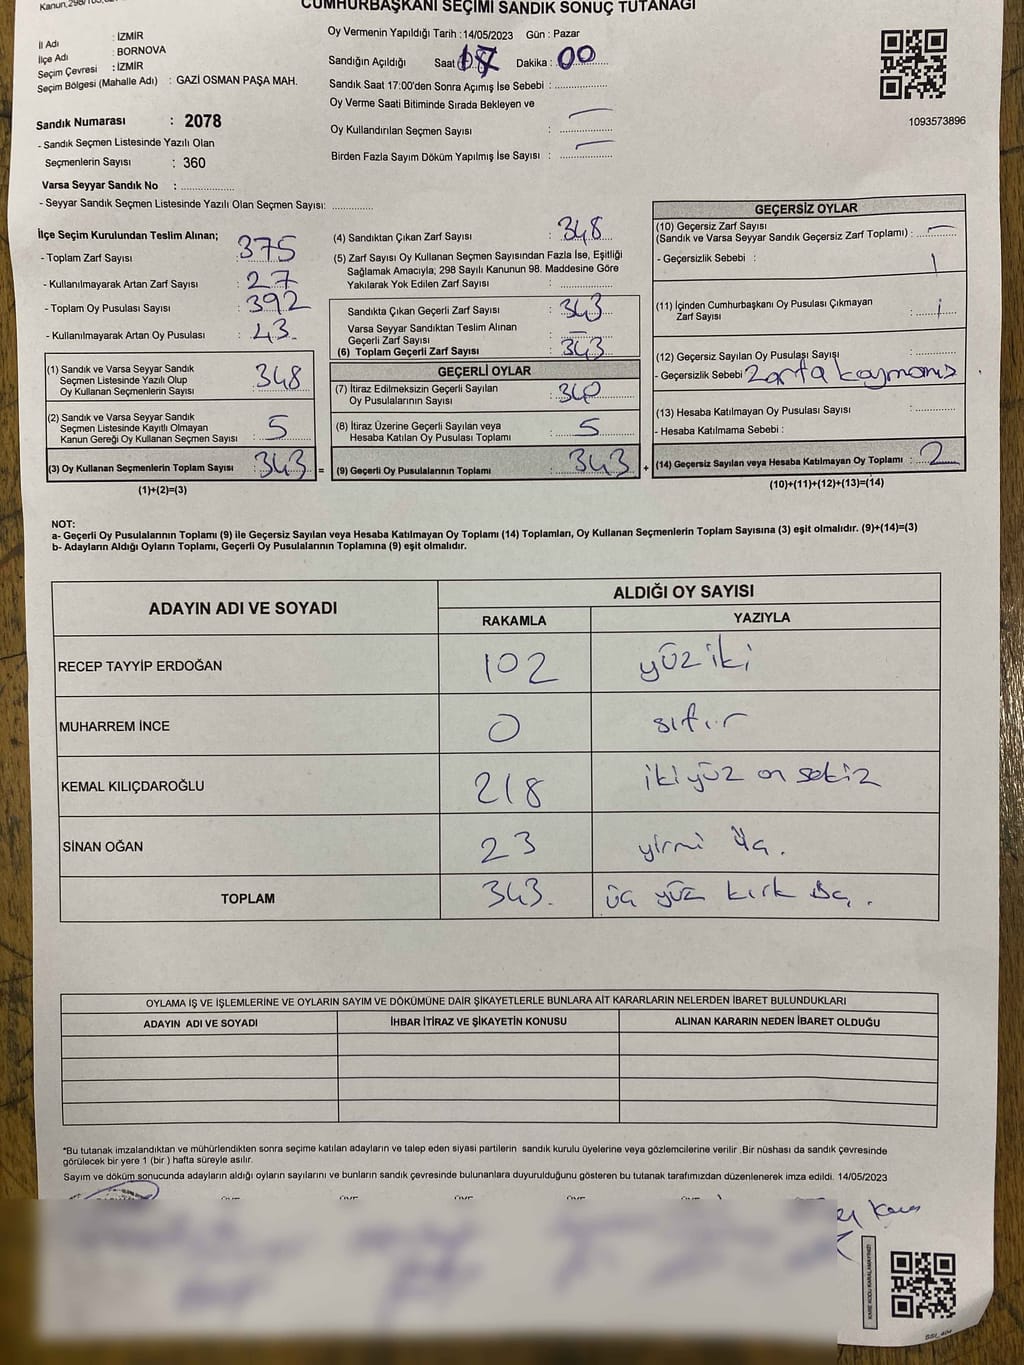 CUMHURBAŞKANI SEÇİMİ SANDIK SONUÇ TUTANAĞI
İl Adı : İZMİR
İlçe Adı : BORNOVA
Seçim Çevresi : İZMİR
Seçim Bölgesi (Mahalle Adı) : GAZİ OSMAN PAŞA MAH.
Oy Vermenin Yapıldığı Tarih : 14/05/2023 Gün : Pazar
Sandığın Açıldığı Saat Dakika : 00
Sandık Saat 17:00'den Sonra Açımış İse Sebebi :
Oy Verme Saati Bitiminde Sırada Bekleyen ve
Oy Kullandırılan Seçmen Sayısı : —
Birden Fazla Sayım Döküm Yapılmış İse Sayısı : —
1093573896
Sandık Numarası : 2078
- Sandık Seçmen Listesinde Yazılı Olan
Seçmenlerin Sayısı : 360
Varsa Seyyar Sandık No :
- Seyyar Sandık Seçmen Listesinde Yazılı Olan Seçmen Sayısı:
İlçe Seçim Kurulundan Teslim Alınan;
- Toplam Zarf Sayısı : 375
- Kullanılmayarak Artan Zarf Sayısı : 27
- Toplam Oy Pusulası Sayısı : 392
- Kullanılmayarak Artan Oy Pusulası : 43
(1) Sandık ve Varsa Seyyar Sandık
Seçmen Listesinde Yazılı Olup
Oy Kullanan Seçmenlerin Sayısı : 348
(2) Sandık ve Varsa Seyyar Sandık
Seçmen Listesinde Kayıtlı Olmayan
Kanun Gereği Oy Kullanan Seçmen Sayısı : 5
(3) Oy Kullanan Seçmenlerin Toplam Sayısı : 343 =
(1)+(2)=(3)
(4) Sandıktan Çıkan Zarf Sayısı : 348
(5) Zarf Sayısı Oy Kullanan Seçmen Sayısından Fazla İse, Eşitliği
Sağlamak Amacıyla; 298 Sayılı Kanunun 98. Maddesine Göre
Yakılarak Yok Edilen Zarf Sayısı :
Sandıkta Çıkan Geçerli Zarf Sayısı : 343
Varsa Seyyar Sandıktan Teslim Alınan
Geçerli Zarf Sayısı : —
(6) Toplam Geçerli Zarf Sayısı : 343
GEÇERLİ OYLAR
(7) İtiraz Edilmeksizin Geçerli Sayılan
Oy Pusulalarının Sayısı :
(8) İtiraz Üzerine Geçerli Sayılan veya
Hesaba Katılan Oy Pusulası Toplamı : 5
(9) Geçerli Oy Pusulalarının Toplamı : 343 +
GEÇERSİZ OYLAR
(10) Geçersiz Zarf Sayısı
(Sandık ve Varsa Seyyar Sandık Geçersiz Zarf Toplamı) : —
- Geçersizlik Sebebi : 1
(11) İçinden Cumhurbaşkanı Oy Pusulası Çıkmayan
Zarf Sayısı : 1
(12) Geçersiz Sayılan Oy Pusulası Sayısı :
- Geçersizlik Sebebi 2 zarfa koymamış
(13) Hesaba Katılmayan Oy Pusulası Sayısı :
- Hesaba Katılmama Sebebi :
(14) Geçersiz Sayılan veya Hesaba Katılmayan Oy Toplamı : 2
(10)+(11)+(12)+(13)=(14)
NOT:
a- Geçerli Oy Pusulalarının Toplamı (9) ile Geçersiz Sayılan veya Hesaba Katılmayan Oy Toplamı (14) Toplamları, Oy Kullanan Seçmenlerin Toplam Sayısına (3) eşit olmalıdır. (9)+(14)=(3)
b- Adayların Aldığı Oyların Toplamı, Geçerli Oy Pusulalarının Toplamına (9) eşit olmalıdır.
ADAYIN ADI VE SOYADI
ALDIĞI OY SAYISI
RAKAMLA YAZIYLA
RECEP TAYYİP ERDOĞAN 102 yüz iki
MUHARREM İNCE 0 sıfır
KEMAL KILIÇDAROĞLU 218 iki yüz on sekiz
SİNAN OĞAN 23 yirmi üç.
TOPLAM 343. üç yüz kırk üç.
OYLAMA İŞ VE İŞLEMLERİNE VE OYLARIN SAYIM VE DÖKÜMÜNE DAİR ŞİKAYETLERLE BUNLARA AİT KARARLARIN NELERDEN İBARET BULUNDUKLARI
ADAYIN ADI VE SOYADI İHBAR İTİRAZ VE ŞİKAYETİN KONUSU ALINAN KARARIN NEDEN İBARET OLDUĞU
*Bu tutanak imzalandıktan ve mühürlendikten sonra seçime katılan adayların ve talep eden siyasi partilerin sandık kurulu üyelerine veya gözlemcilerine verilir .Bir nüshası da sandık çevresinde
görülecek bir yere 1 (bir ) hafta süreyle asılır.
Sayım ve döküm sonucunda adayların aldığı oyların sayılarını ve bunların sandık çevresinde bulunanlara duyurulduğunu gösteren bu tutanak tarafımızdan düzenlenerek imza edildi. 14/05/2023
KARE KODU KARALAMAYINIZ!